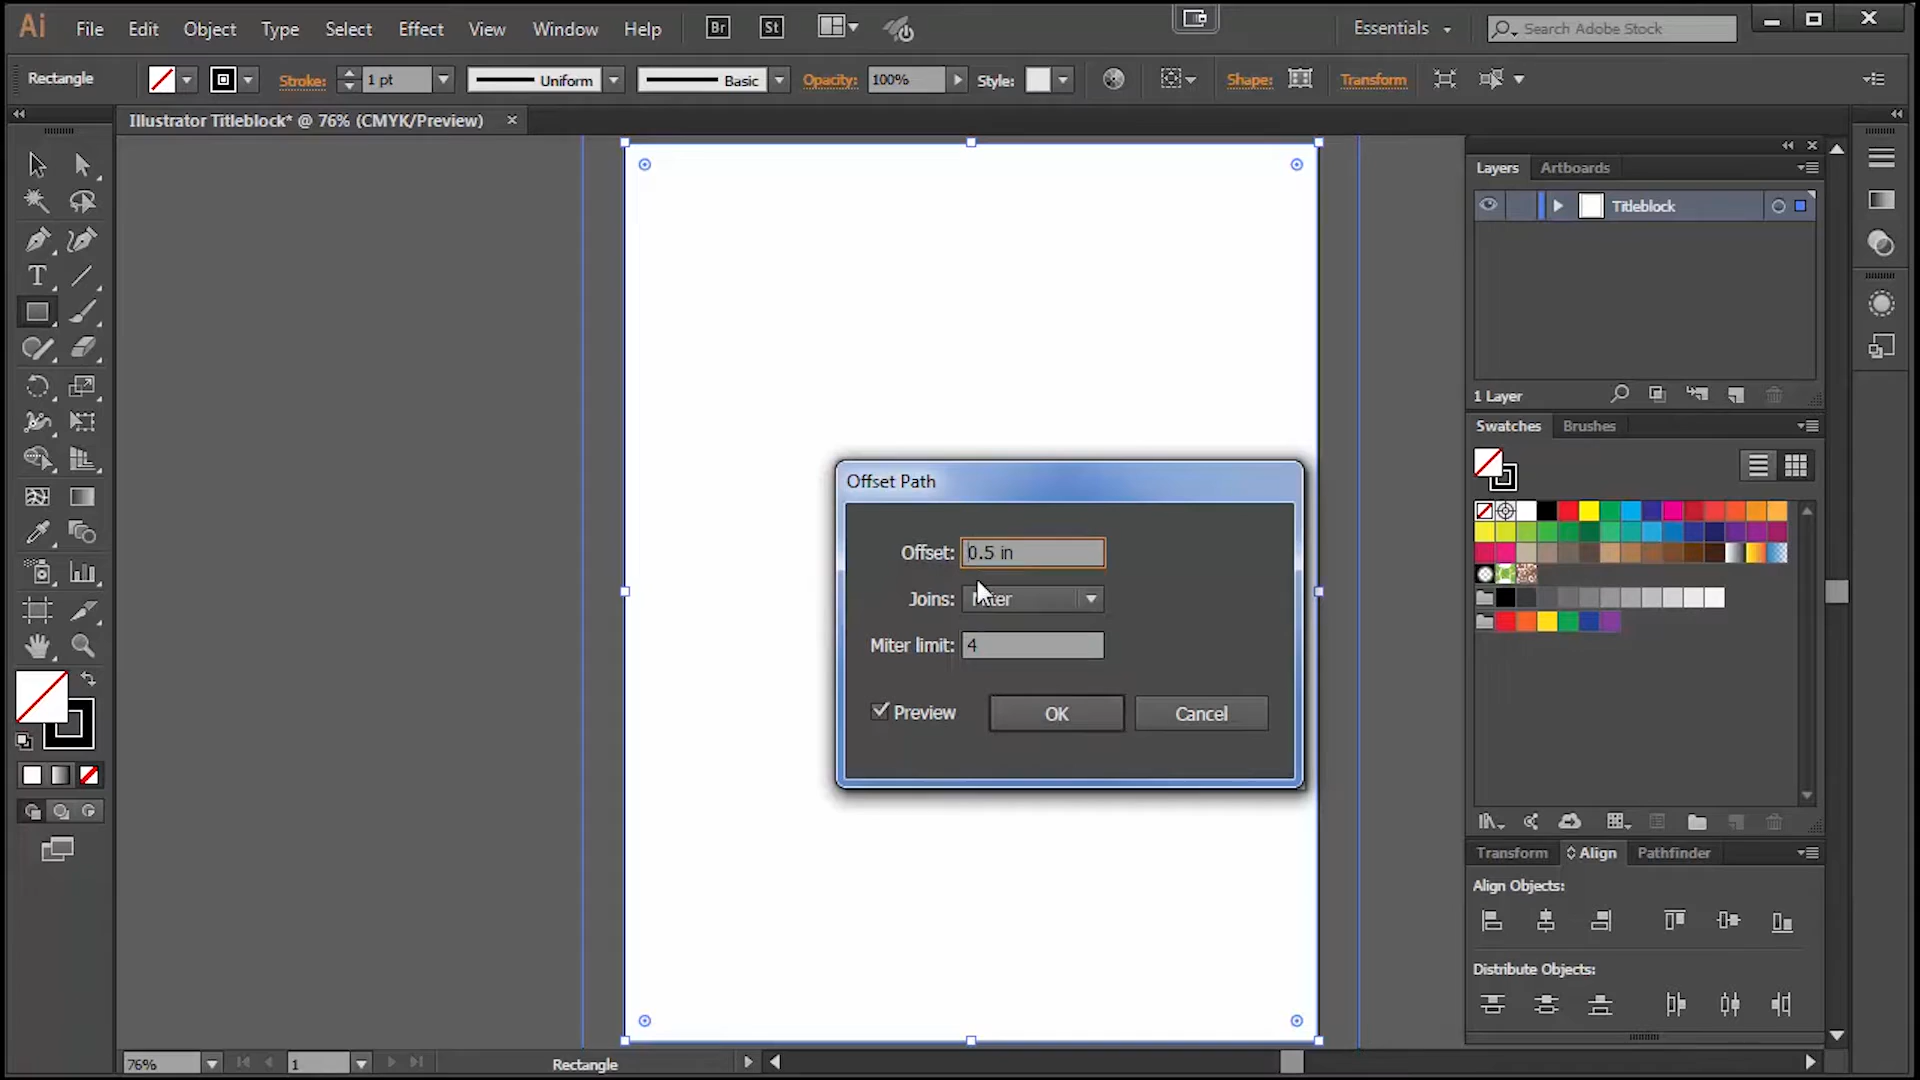 Ai File Edit Object Type Select Effect View Window Help Br St Essentials Search Adobe Stock
Rectangle Stroke: 1 pt Uniform Basic Opacity: 100% Style: Shape: Transform
Illustrator Titleblock* @ 76% (CMYK/Preview)
Layers Artboards
Titleblock
1 Layer
Swatches Brushes
Offset Path
Offset: 0.5 in
Joins: Miter
Miter limit: 4
Preview OK Cancel
Transform Align Pathfinder
Align Objects:
Distribute Objects:
76% 1 Rectangle